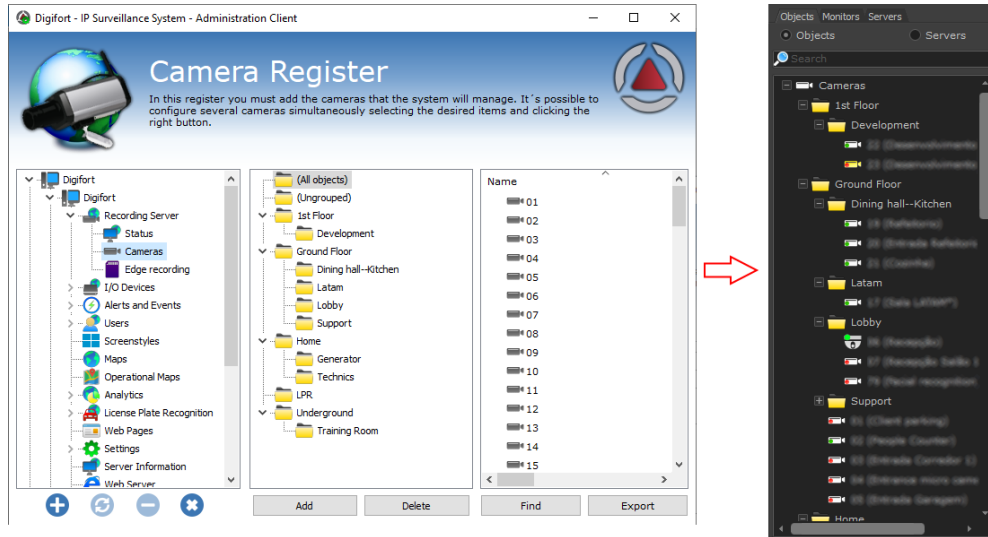 Digifort - IP Surveillance System - Administration Client
Camera Register
In this register you must add the cameras that the system will manage. It´s possible to
configure several cameras simultaneously selecting the desired items and clicking the
right button.
Digifort
Digifort
Recording Server
Status
Cameras
Edge recording
I/O Devices
Alerts and Events
Users
Screenstyles
Maps
Operational Maps
Analytics
License Plate Recognition
Web Pages
Settings
Server Information
Web Server
(All objects)
(Ungrouped)
1st Floor
Development
Ground Floor
Dining hall--Kitchen
Latam
Lobby
Support
Home
Generator
Technics
LPR
Underground
Training Room
Name
01
02
03
04
05
06
07
08
09
10
11
12
13
14
15
Add
Delete
Find
Export
Objects Monitors Servers
Objects Servers
Search
Cameras
1st Floor
Development
Ground Floor
Dining hall--Kitchen
Latam
Lobby
Support
Home